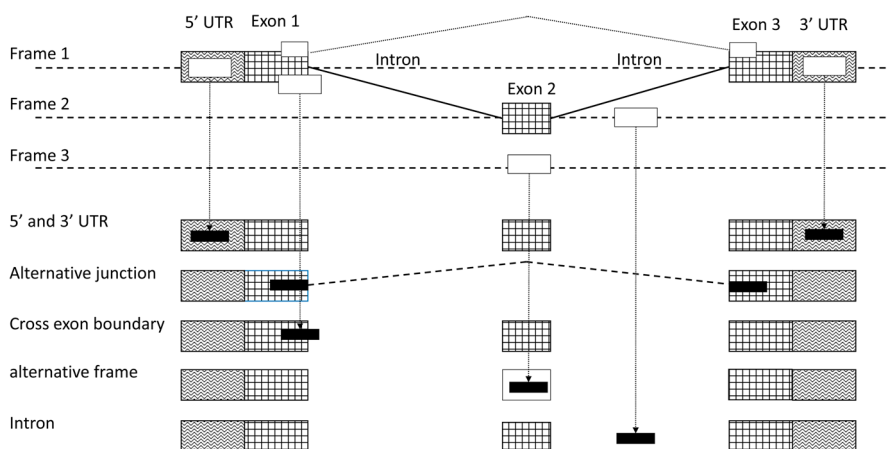 5’ UTR
Exon 1
Exon 3
3’ UTR
Frame 1
Intron
Intron
Exon 2
Frame 2
Frame 3
5’ and 3’ UTR
Alternative junction
Cross exon boundary
alternative frame
Intron